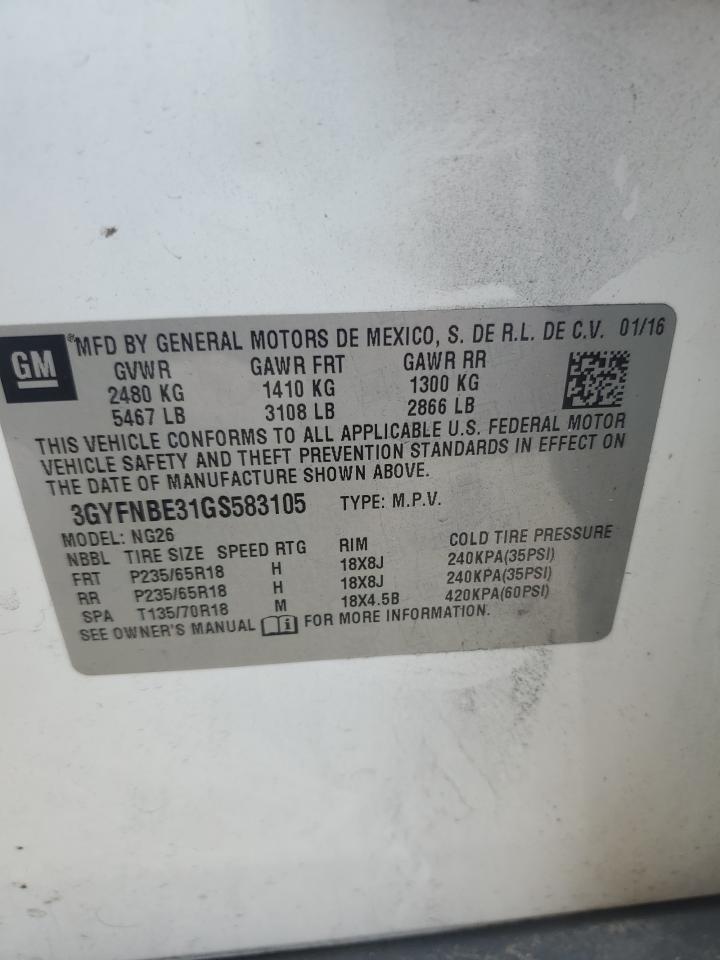 GM
®MFD BY GENERAL MOTORS DE MEXICO, S. DE R.L. DE C.V. 01/16
GVWR GAWR FRT GAWR RR
2480 KG 1410 KG 1300 KG
5467 LB 3108 LB 2866 LB
THIS VEHICLE CONFORMS TO ALL APPLICABLE U.S. FEDERAL MOTOR
VEHICLE SAFETY AND THEFT PREVENTION STANDARDS IN EFFECT ON
THE DATE OF MANUFACTURE SHOWN ABOVE.
3GYFNBE31GS583105 TYPE: M.P.V.
MODEL: NG26
NBBL TIRE SIZE SPEED RTG RIM COLD TIRE PRESSURE
FRT P235/65R18 H 18X8J 240KPA(35PSI)
RR P235/65R18 H 18X8J 240KPA(35PSI)
SPA T135/70R18 M 18X4.5B 420KPA(60PSI)
SEE OWNER'S MANUAL i FOR MORE INFORMATION.